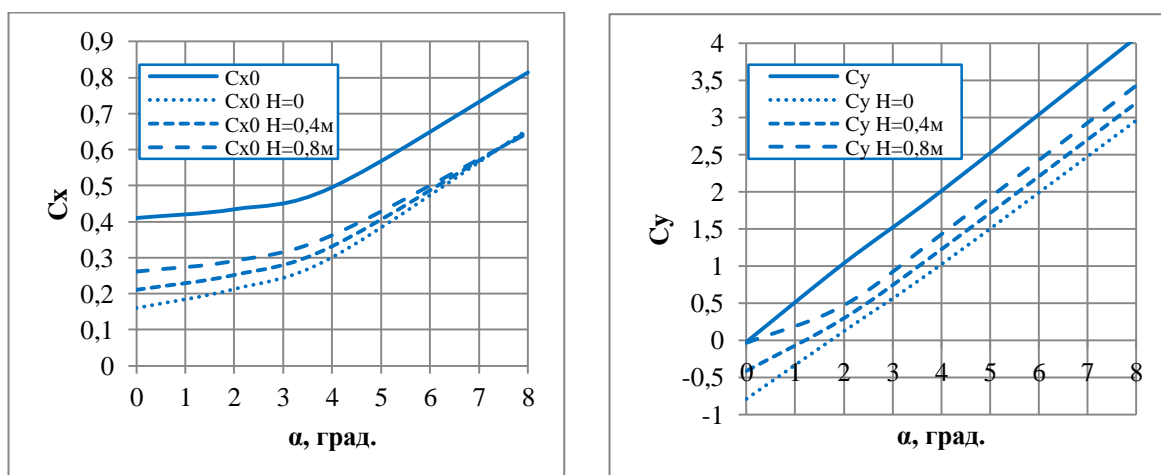 0,9
0,8
0,7
0,6
0,5
0,4
0,3
0,2
0,1
0
Cx
Cx0
Cx0 H=0
Cx0 H=0,4м
Cx0 H=0,8м
0 1 2 3 4 5 6 7 8
α, град.
4
3,5
3
2,5
2
1,5
1
0,5
0
-0,5
-1
Cy
Cy
Cy H=0
Cy H=0,4м
Cy H=0,8м
0 1 2 3 4 5 6 7 8
α, град.